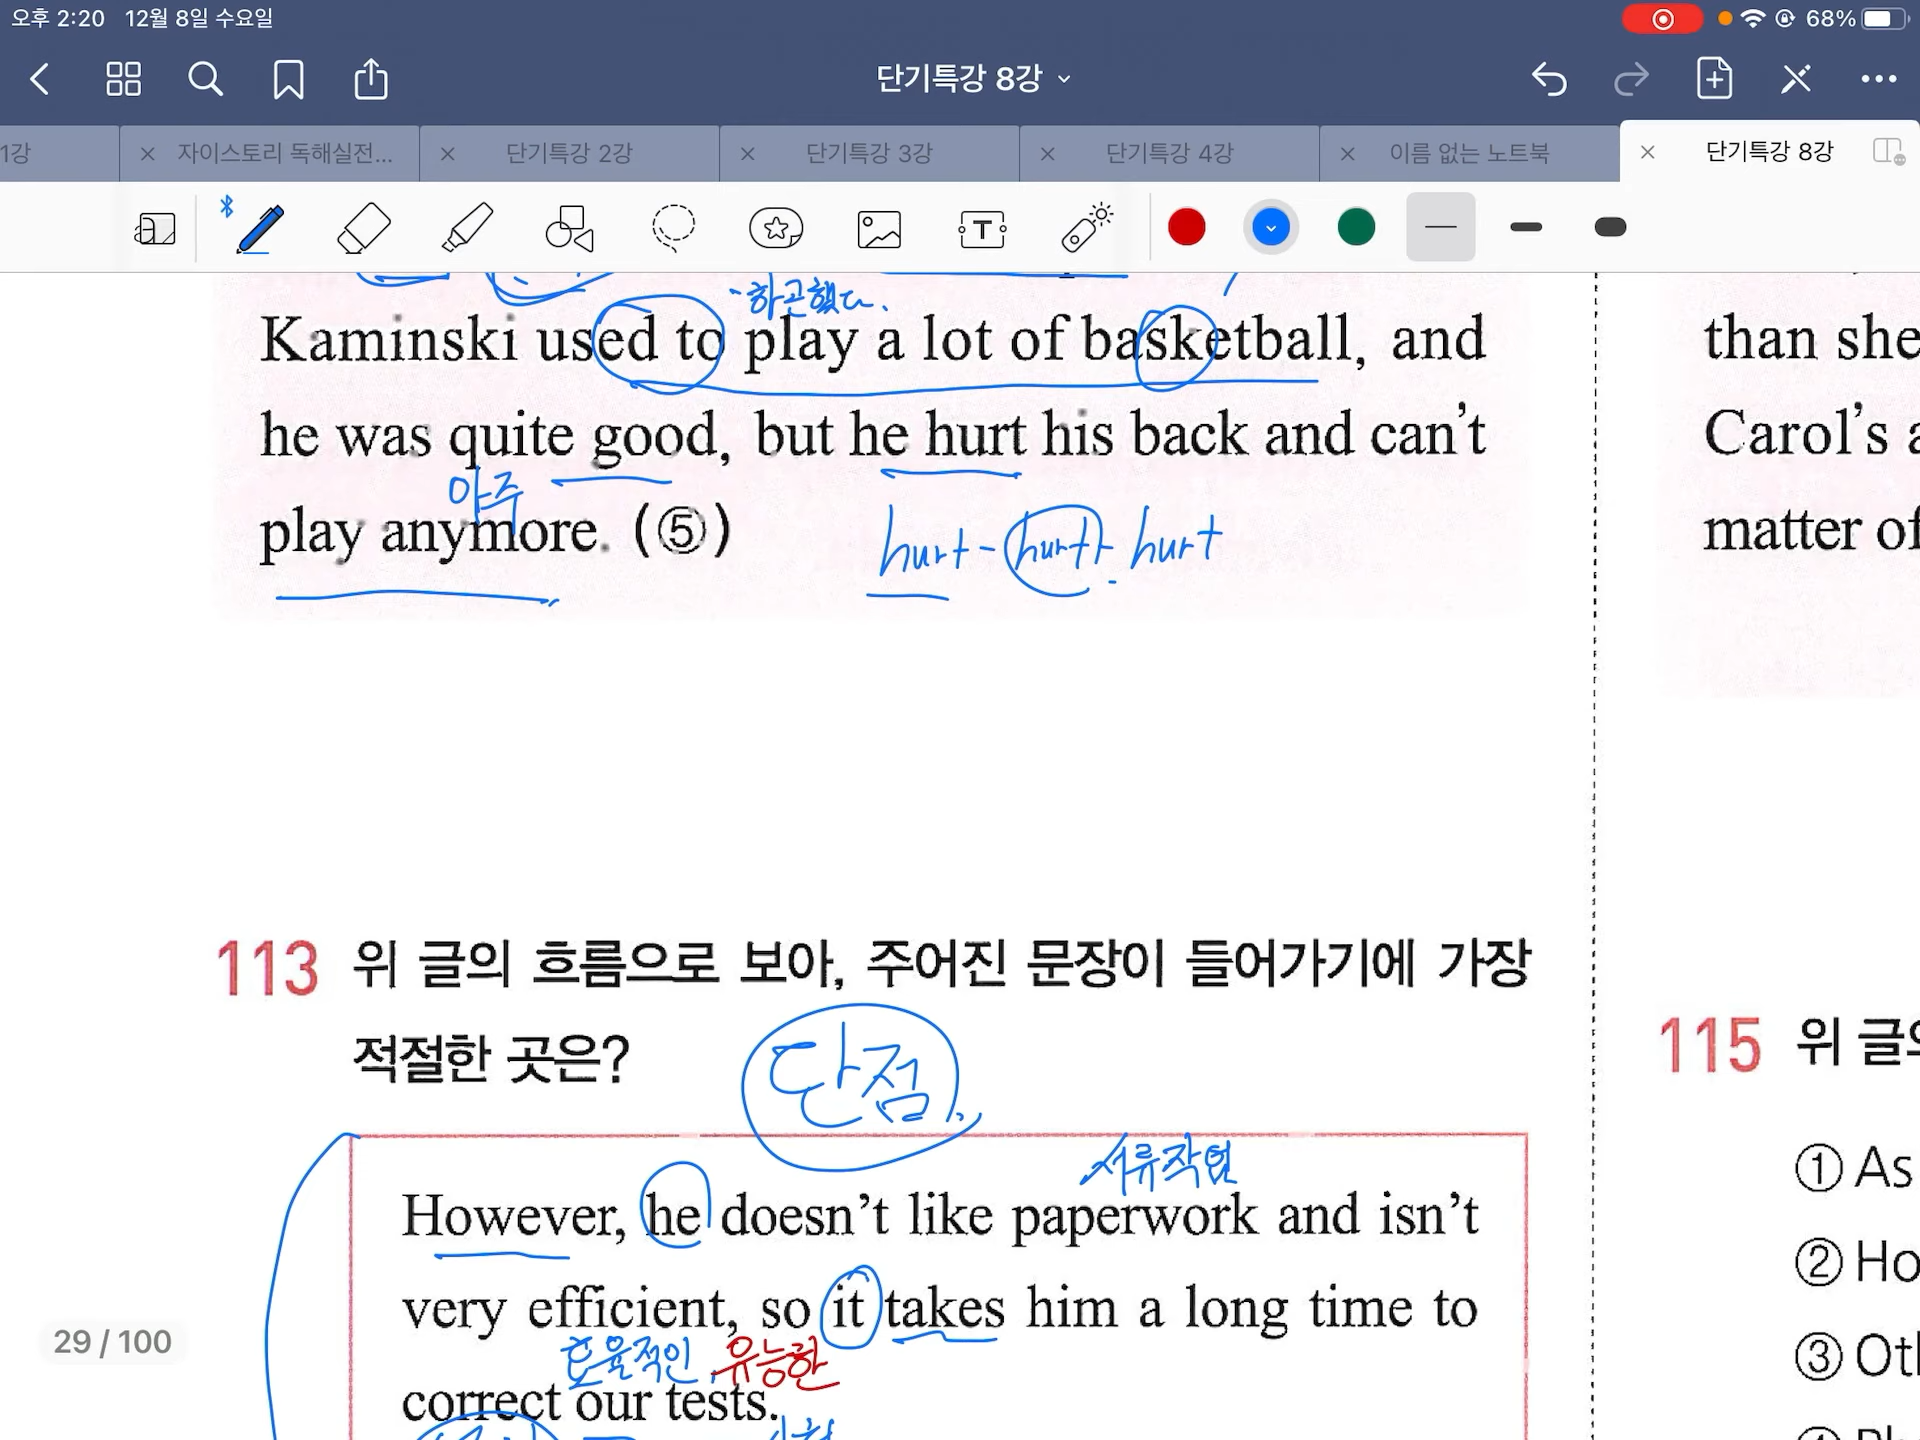 오후 2:20 12월 8일 수요일
68%
단기특강 8강
1강
자이스토리 독해실전...
단기특강 2강
단기특강 3강
단기특강 4강
이름 없는 노트북
단기특강 8강
-하곤했다.
Kaminski used to play a lot of basketball, and
he was quite good, but he hurt his back and can't
아주
play anymore. (⑤)
hurt - hurt - hurt
than she
Carol's a
matter of
113 위 글의 흐름으로 보아, 주어진 문장이 들어가기에 가장
적절한 곳은?
단점
서류작업
However, he doesn't like paperwork and isn't
very efficient, so it takes him a long time to
효율적인, 유능한
correct our tests.
115 위 글의
① As
② Ho
③ Oth
29 / 100